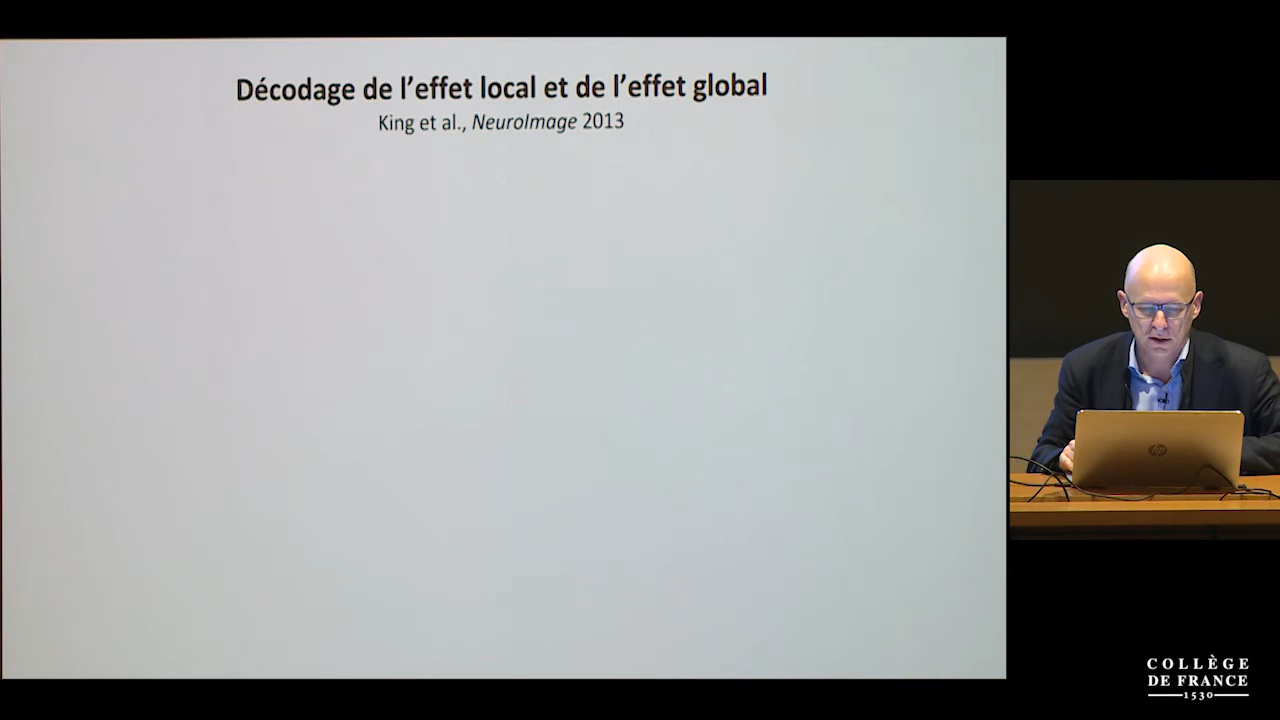 Décodage de l'effet local et de l'effet global
King et al., NeuroImage 2013
COLLÈGE
DE FRANCE
1530